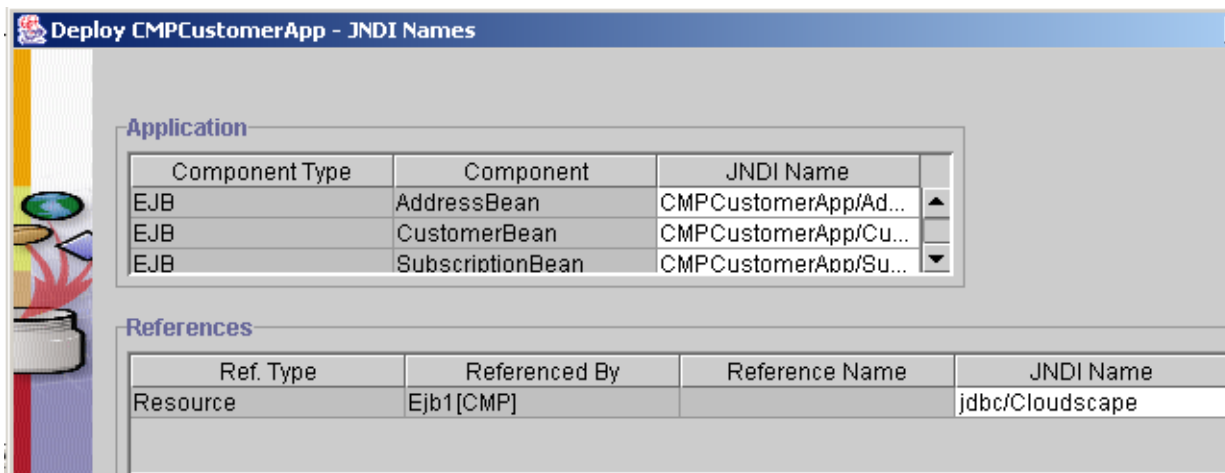 Deploy CMPCustomerApp - JNDI Names
Application
Component Type Component JNDI Name
EJB AddressBean CMPCustomerApp/Ad...
EJB CustomerBean CMPCustomerApp/Cu...
EJB SubscriptionBean CMPCustomerApp/Su...
References
Ref. Type Referenced By Reference Name JNDI Name
Resource Ejb1[CMP] jdbc/Cloudscape